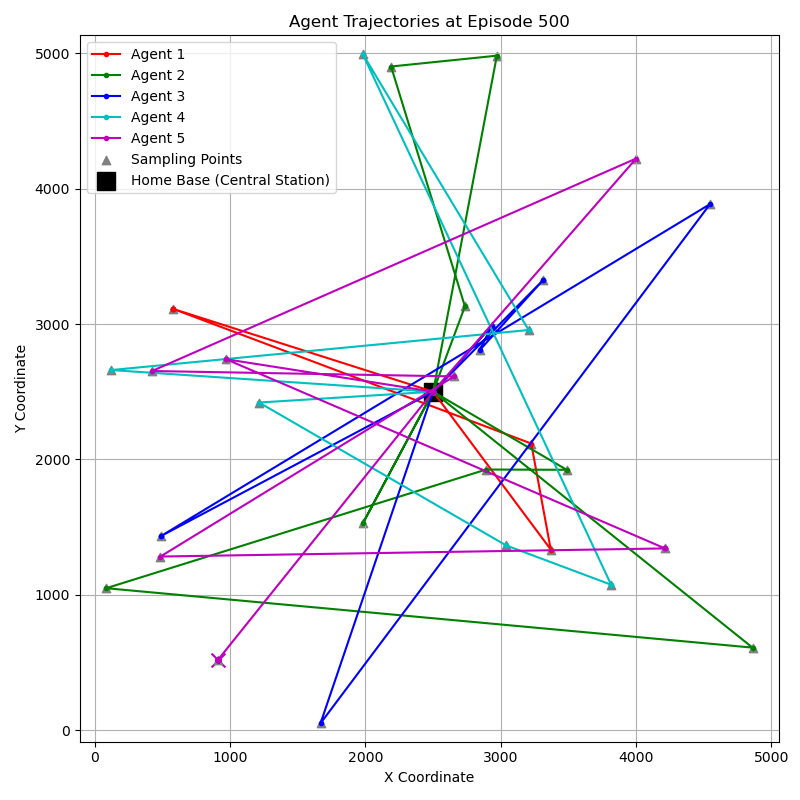 Agent Trajectories at Episode 500
Agent 1
Agent 2
Agent 3
Agent 4
Agent 5
Sampling Points
Home Base (Central Station)
Y Coordinate
5000
4000
3000
2000
1000
0
0 1000 2000 3000 4000 5000
X Coordinate